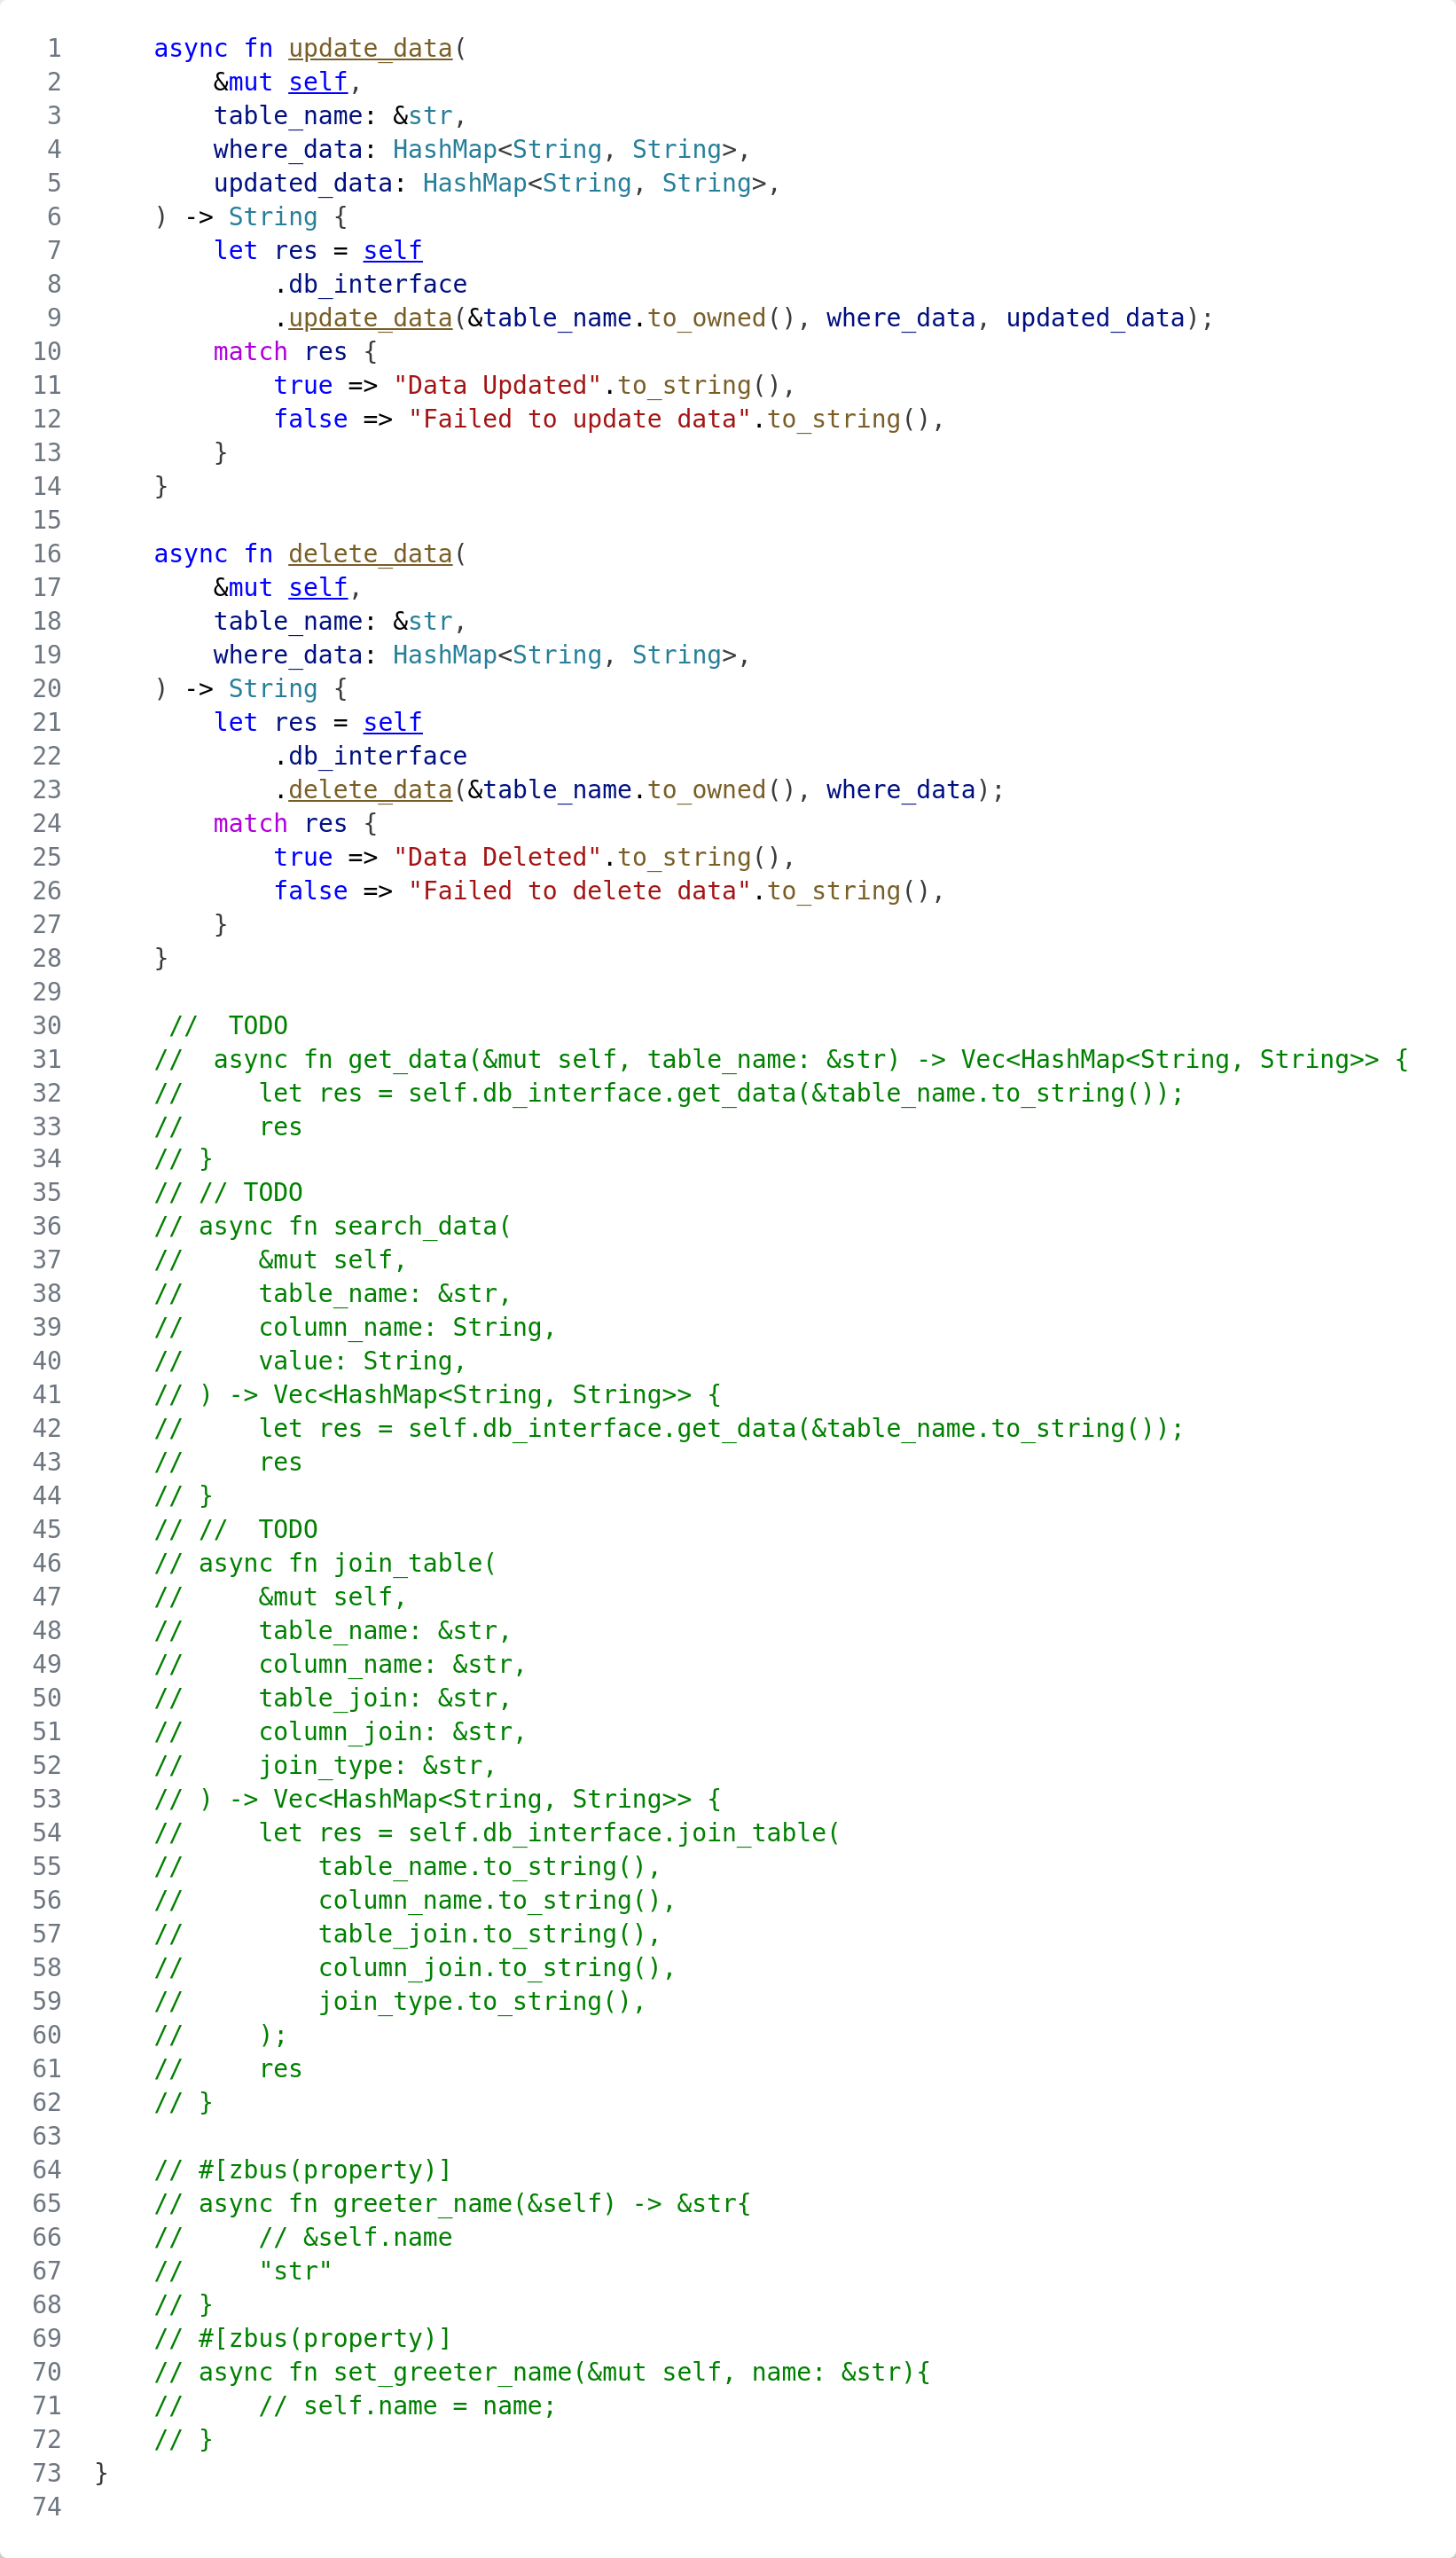 1     async fn update_data(
2         &mut self,
3         table_name: &str,
4         where_data: HashMap<String, String>,
5         updated_data: HashMap<String, String>,
6     ) -> String {
7         let res = self
8             .db_interface
9             .update_data(&table_name.to_owned(), where_data, updated_data);
10         match res {
11             true => "Data Updated".to_string(),
12             false => "Failed to update data".to_string(),
13         }
14     }
15
16     async fn delete_data(
17         &mut self,
18         table_name: &str,
19         where_data: HashMap<String, String>,
20     ) -> String {
21         let res = self
22             .db_interface
23             .delete_data(&table_name.to_owned(), where_data);
24         match res {
25             true => "Data Deleted".to_string(),
26             false => "Failed to delete data".to_string(),
27         }
28     }
29
30      //  TODO
31     //  async fn get_data(&mut self, table_name: &str) -> Vec<HashMap<String, String>> {
32     //     let res = self.db_interface.get_data(&table_name.to_string());
33     //     res
34     // }
35     // // TODO
36     // async fn search_data(
37     //     &mut self,
38     //     table_name: &str,
39     //     column_name: String,
40     //     value: String,
41     // ) -> Vec<HashMap<String, String>> {
42     //     let res = self.db_interface.get_data(&table_name.to_string());
43     //     res
44     // }
45     // //  TODO
46     // async fn join_table(
47     //     &mut self,
48     //     table_name: &str,
49     //     column_name: &str,
50     //     table_join: &str,
51     //     column_join: &str,
52     //     join_type: &str,
53     // ) -> Vec<HashMap<String, String>> {
54     //     let res = self.db_interface.join_table(
55     //         table_name.to_string(),
56     //         column_name.to_string(),
57     //         table_join.to_string(),
58     //         column_join.to_string(),
59     //         join_type.to_string(),
60     //     );
61     //     res
62     // }
63
64     // #[zbus(property)]
65     // async fn greeter_name(&self) -> &str{
66     //     // &self.name
67     //     "str"
68     // }
69     // #[zbus(property)]
70     // async fn set_greeter_name(&mut self, name: &str){
71     //     // self.name = name;
72     // }
73 }
74